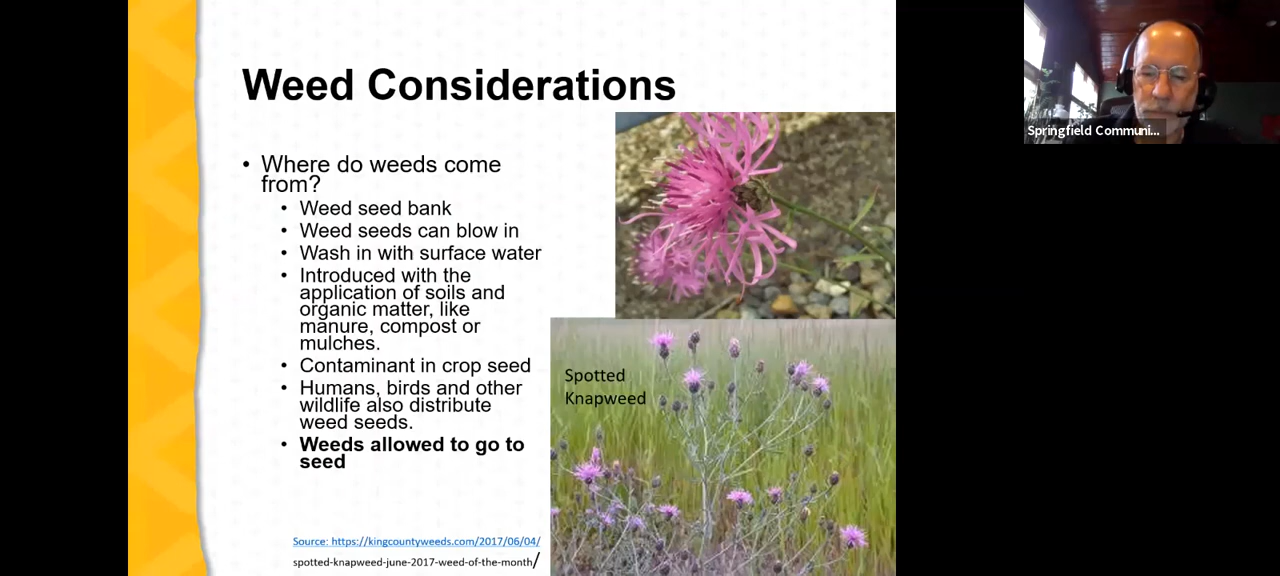 Weed Considerations
• Where do weeds come
from?
• Weed seed bank
• Weed seeds can blow in
• Wash in with surface water
• Introduced with the
application of soils and
organic matter, like
manure, compost or
mulches.
• Contaminant in crop seed
• Humans, birds and other
wildlife also distribute
weed seeds.
• Weeds allowed to go to
seed
Spotted
Knapweed
Source: https://kingcountyweeds.com/2017/06/04/
spotted-knapweed-june-2017-weed-of-the-month/
Springfield Communi...